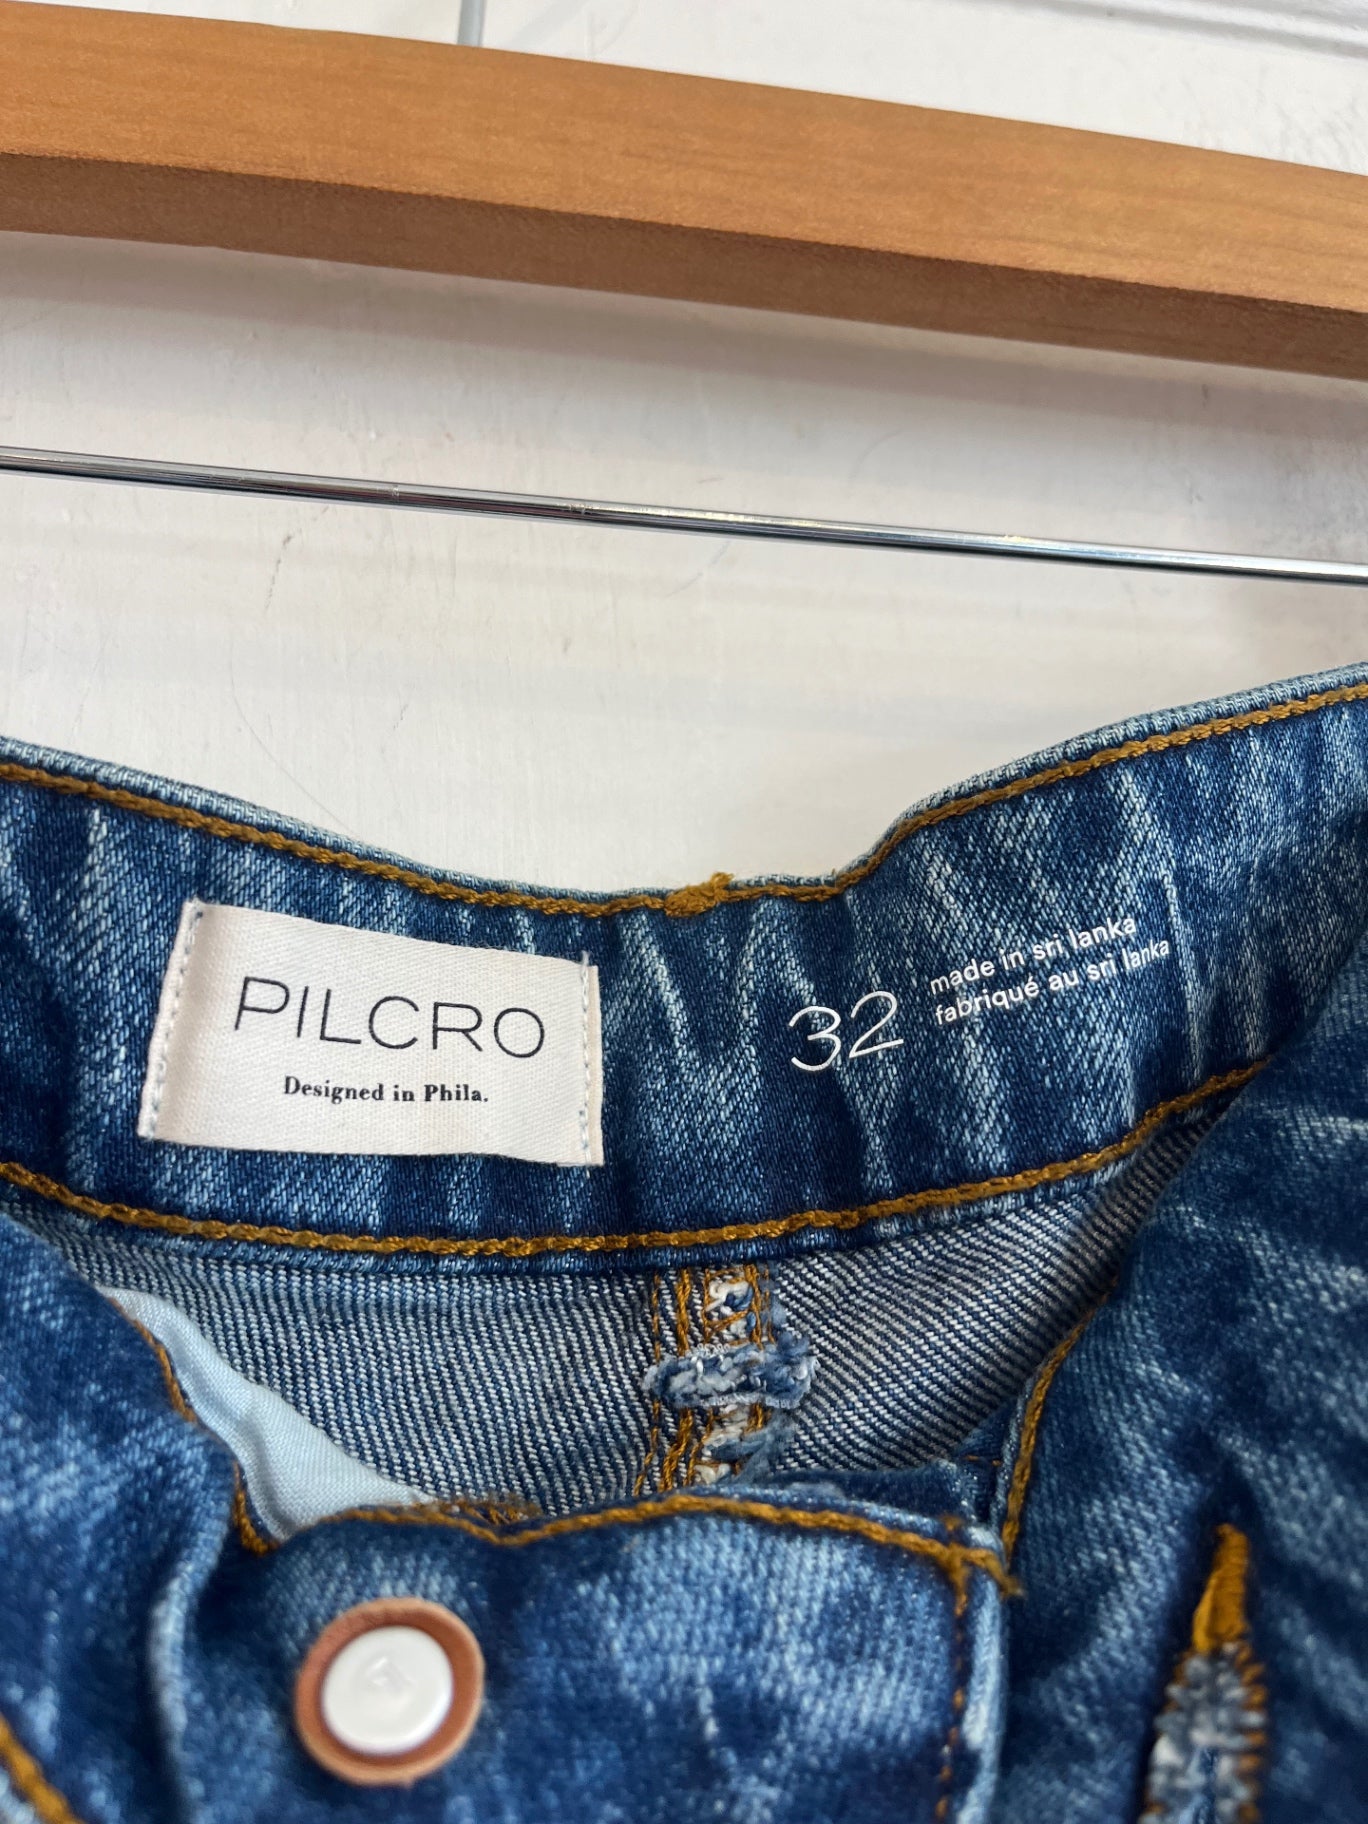 PILCRO
Designed in Phila.
32
made in sri lanka
fabriqué au sri lanka